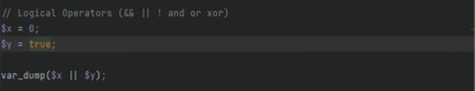 // Logical Operators (&& || ! and or xor)
$x = 0;
$y = true;
var_dump($x || $y);